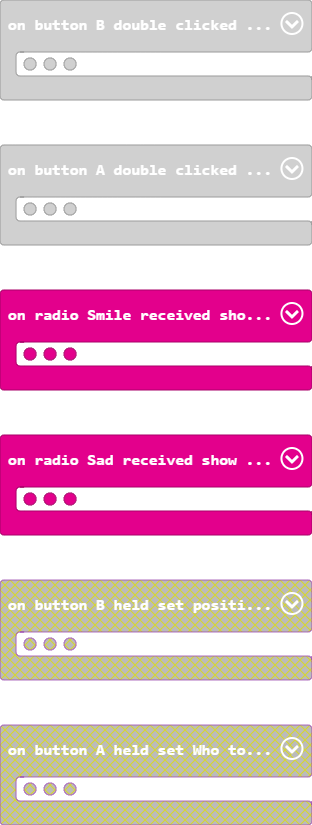 on button B double clicked ...
on button A double clicked ...
on radio Smile received sho...
on radio Sad received show ...
on button B held set positi...
on button A held set Who to...